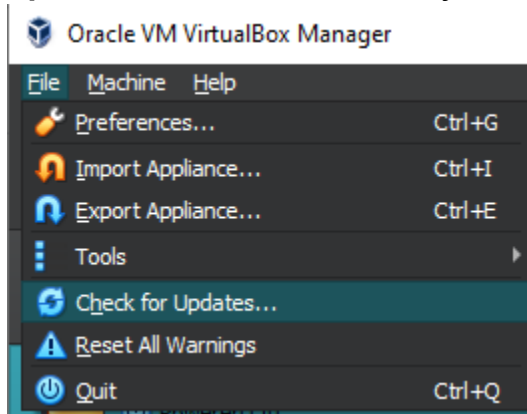 Oracle VM VirtualBox Manager
File Machine Help
Preferences... Ctrl+G
Import Appliance... Ctrl+I
Export Appliance... Ctrl+E
Tools
Check for Updates...
Reset All Warnings
Quit Ctrl+Q